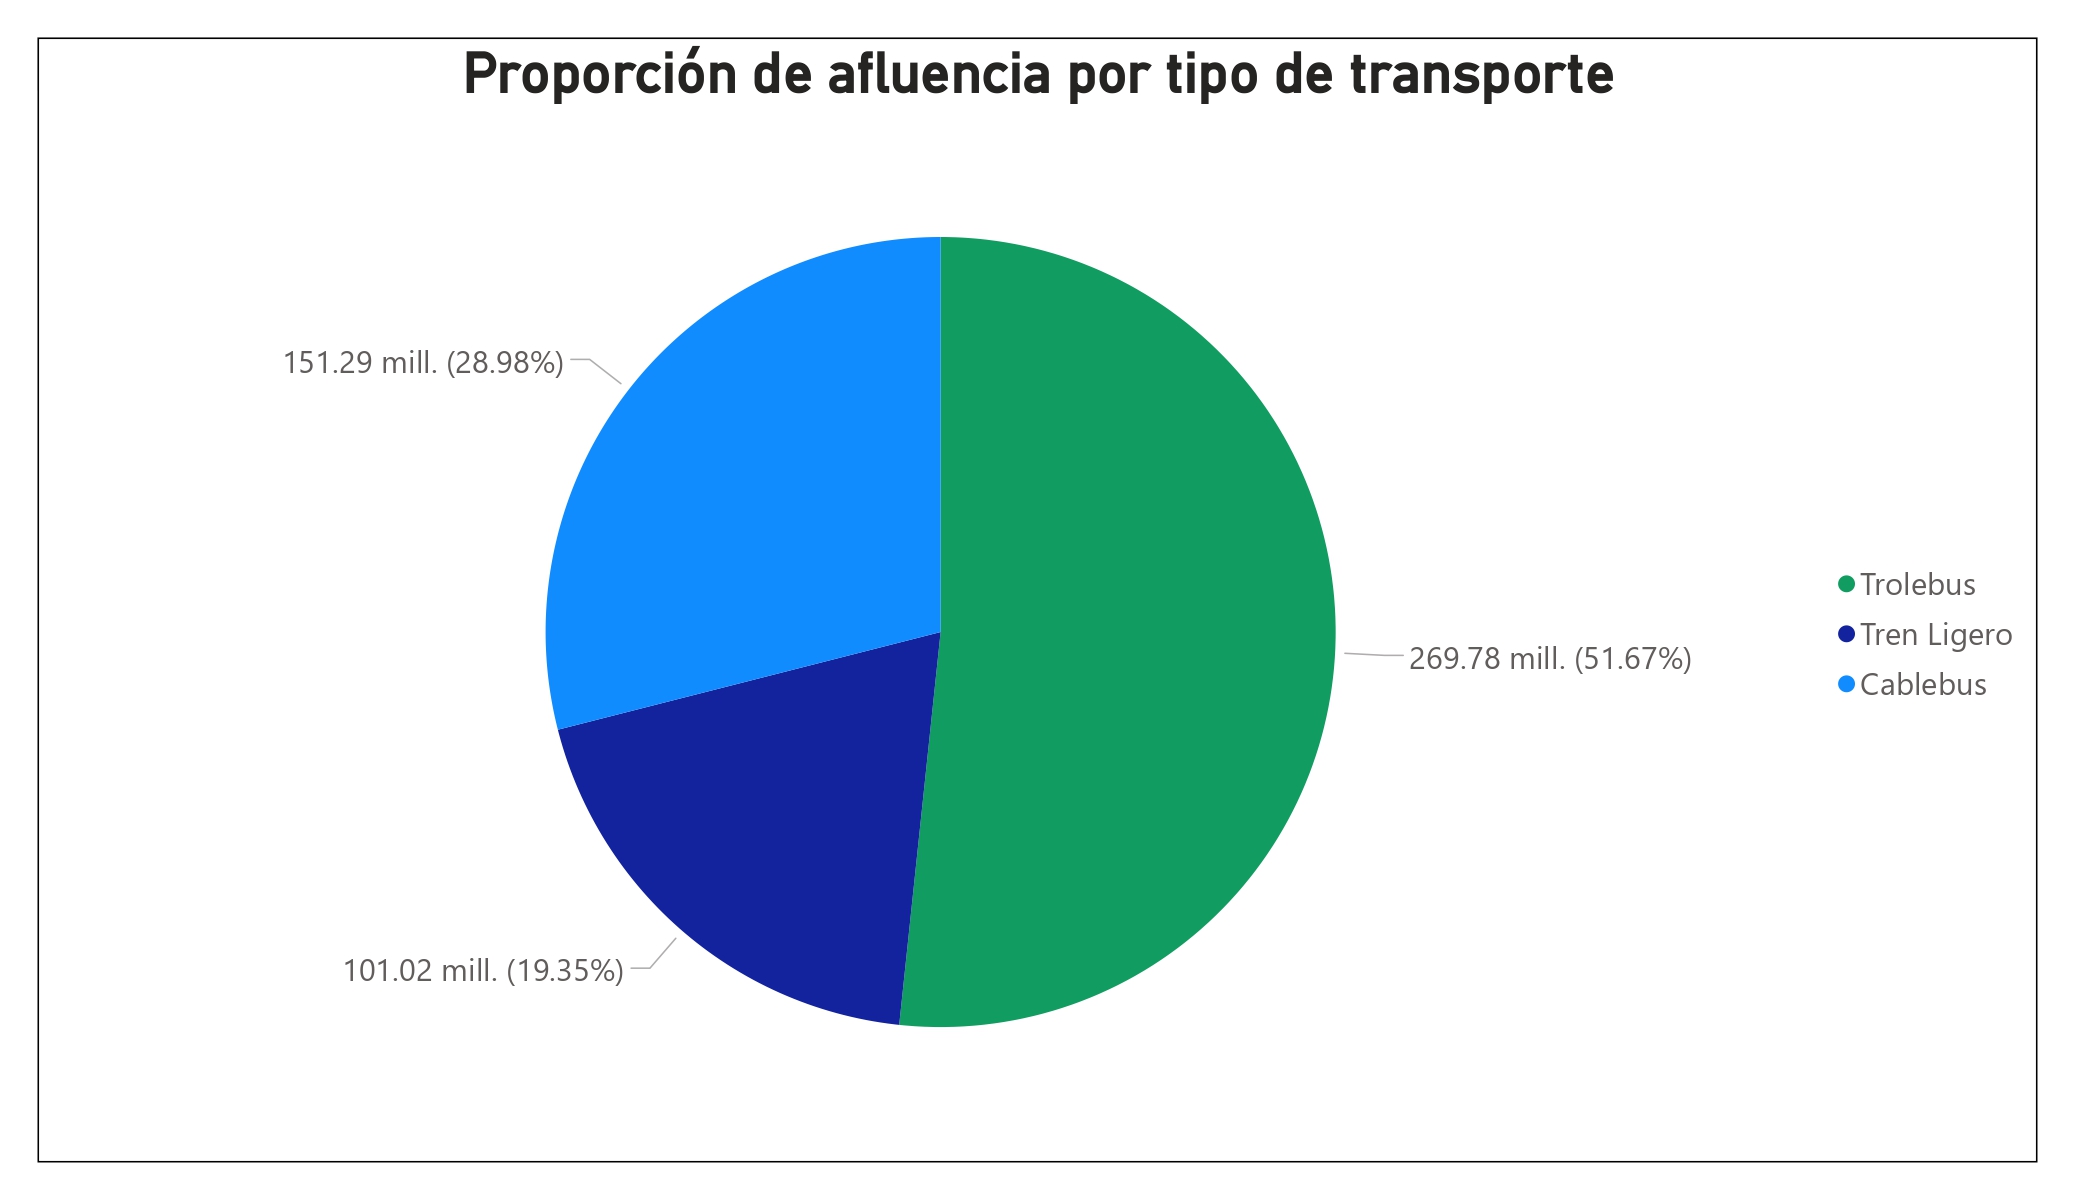 Proporción de afluencia por tipo de transporte
151.29 mill. (28.98%)
269.78 mill. (51.67%)
101.02 mill. (19.35%)
Trolebus
Tren Ligero
Cablebus